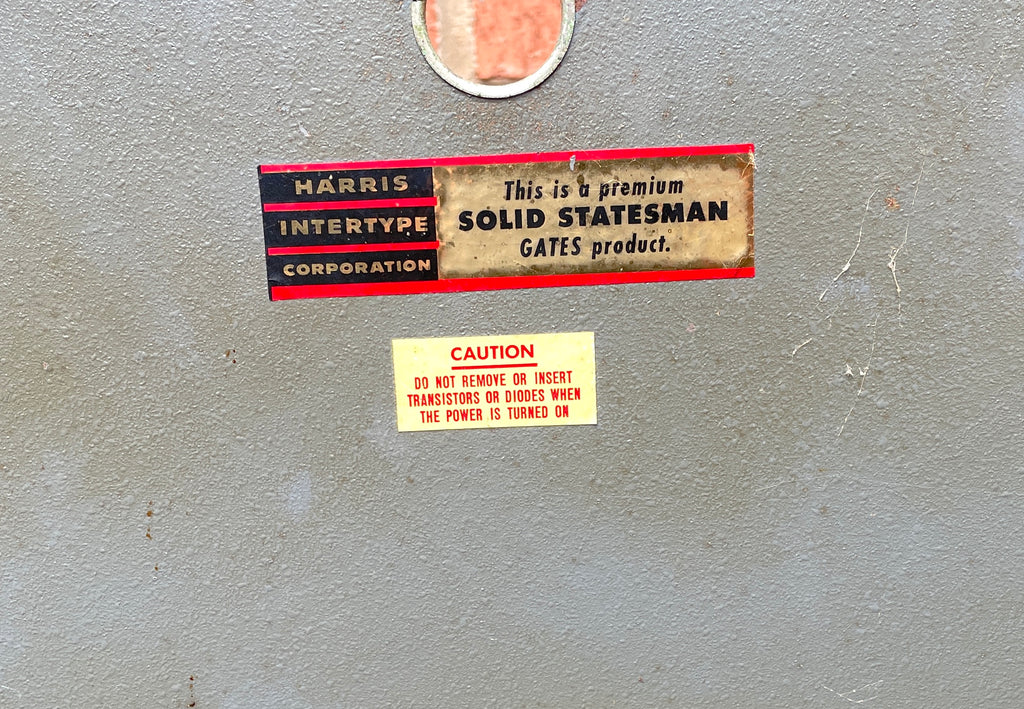 HARRIS
INTERTYPE
CORPORATION
This is a premium
SOLID STATESMAN
GATES product.
CAUTION
DO NOT REMOVE OR INSERT
TRANSISTORS OR DIODES WHEN
THE POWER IS TURNED ON